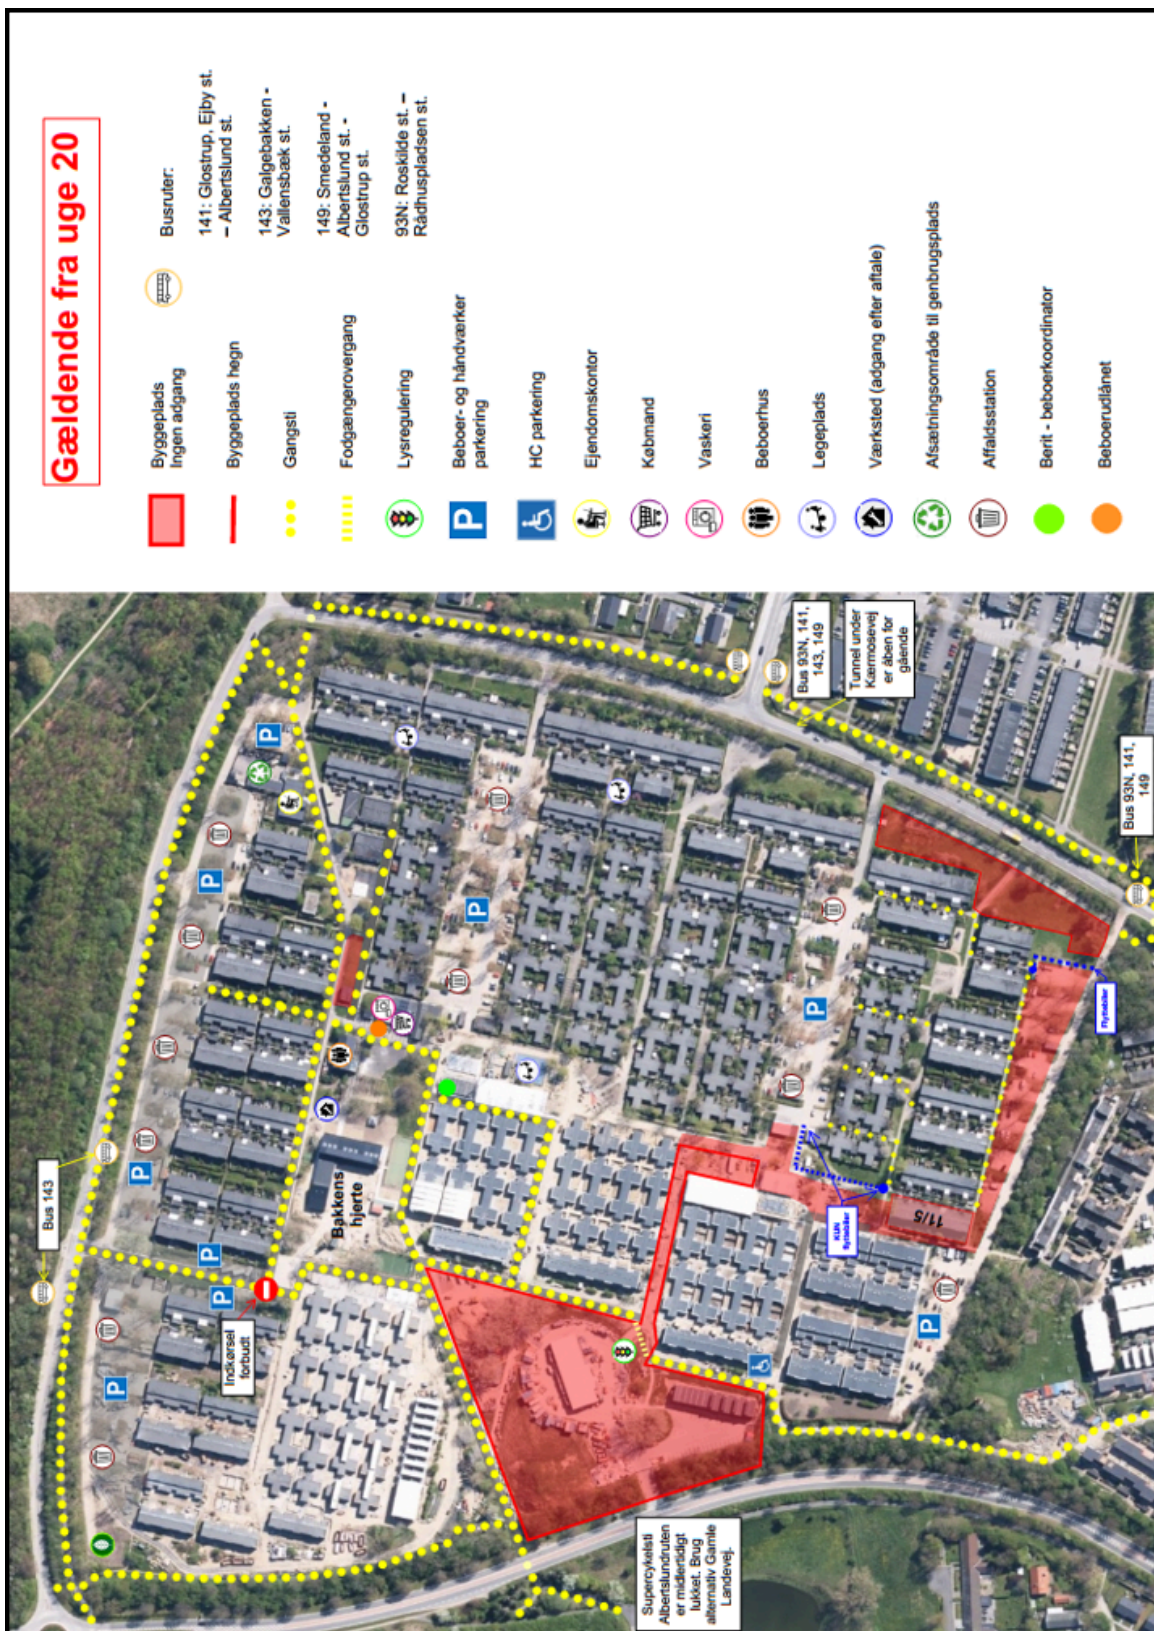 Gældende fra uge 20
Byggeplads
Ingen adgang
Byggeplads hegn
Gangsti
Fodgængerovergang
Lysregulering
P
Beboer- og håndværker
parkering
HC parkering
Ejendomskontor
Købmand
Vaskeri
Beboerhus
Legeplads
Værksted (adgang efter aftale)
Afsætningsområde til genbrugsplads
Affaldsstation
Berit - beboerkoordinator
Beboerudlånet
Busruter:
141: Glostrup, Ejby st.
– Albertslund st.
143: Galgebakken -
Vallensbæk st.
149: Smedeland -
Albertslund st. -
Glostrup st.
93N: Roskilde st. –
Rådhuspladsen st.
Bus 143
P
P
P
P
P
P
P
P
P
Indkørsel
forbudt
Bakkens
hjerte
Bus 93N, 141,
143, 149
Tunnel under
Kærmosevej
er åben for
gående
Bus 93N, 141,
149
KUN
flyttebiler
Flyttebiler
11/5
Supercykelsti
Albertslundruten
er midlertidigt
lukket. Brug
alternativ Gamle
Landevej.